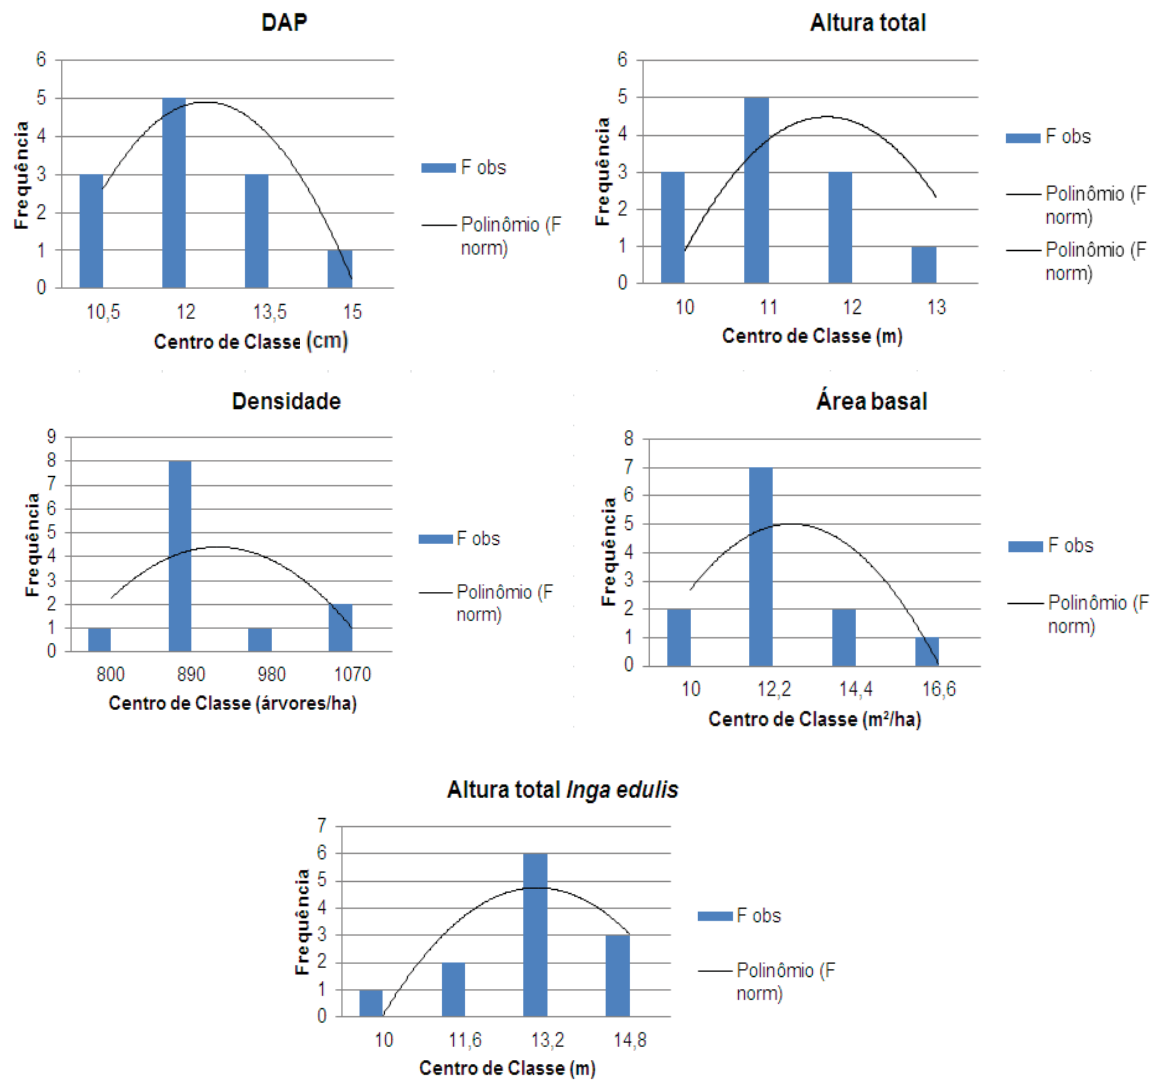 DAP
Frequência
6
5
4
3
2
1
0
10,5 12 13,5 15
Centro de Classe (cm)
F obs
Polinômio (F
norm)
Altura total
Frequência
6
5
4
3
2
1
0
10 11 12 13
Centro de Classe (m)
F obs
Polinômio (F
norm)
Polinômio (F
norm)
Densidade
Frequência
9
8
7
6
5
4
3
2
1
0
800 890 980 1070
Centro de Classe (árvores/ha)
F obs
Polinômio (F
norm)
Área basal
Frequência
8
7
6
5
4
3
2
1
0
10 12,2 14,4 16,6
Centro de Classe (m²/ha)
F obs
Polinômio (F
norm)
Altura total Inga edulis
Frequência
7
6
5
4
3
2
1
0
10 11,6 13,2 14,8
Centro de Classe (m)
F obs
Polinômio (F
norm)